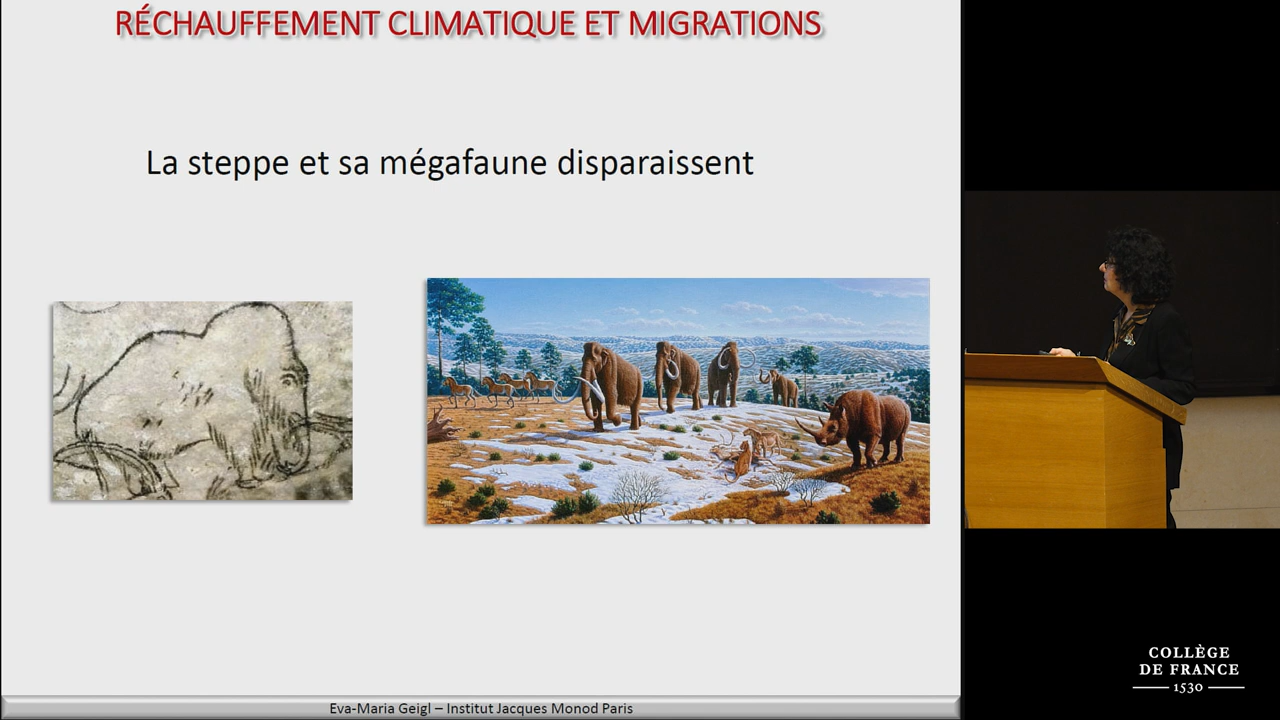 RÉCHAUFFEMENT CLIMATIQUE ET MIGRATIONS
La steppe et sa mégafaune disparaissent
Eva-Maria Geigl – Institut Jacques Monod Paris
COLLÈGE
DE FRANCE
1530